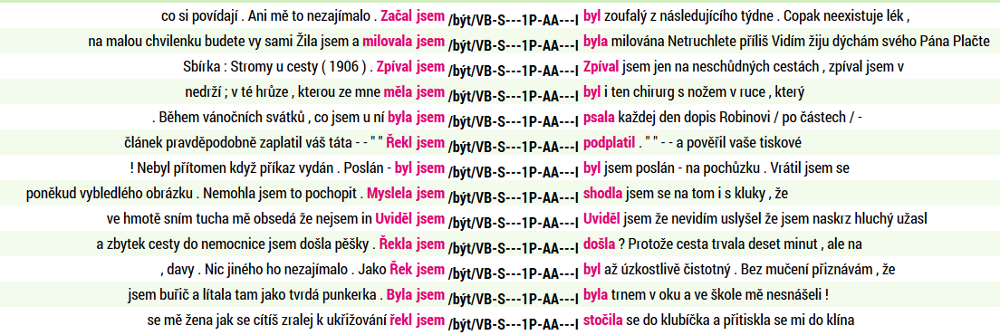 co si povídají . Ani mě to nezajímalo . Začal jsem /být/VB-S---1P-AA---I byl zoufalý z následujícího týdne . Copak neexistuje lék ,
na malou chvilenku budete vy sami Žila jsem a milovala jsem /být/VB-S---1P-AA---I byla milována Netruchlete příliš Vidím žiju dýchám svého Pána Plačte
Sbírka : Stromy u cesty ( 1906 ) . Zpíval jsem /být/VB-S---1P-AA---I Zpíval jsem jen na neschůdných cestách , zpíval jsem v
nedrží ; v té hrůze , kterou ze mne měla jsem /být/VB-S---1P-AA---I byl i ten chirurg s nožem v ruce , který
. Během vánočních svátků , co jsem u ní byla jsem /být/VB-S---1P-AA---I psala každej den dopis Robinovi / po částech / -
článek pravděpodobně zaplatil váš táta - - " " Řekl jsem /být/VB-S---1P-AA---I podplatil . " " - - a pověřil vaše tiskové
! Nebyl přítomen když příkaz vydán . Poslán - byl jsem /být/VB-S---1P-AA---I byl jsem poslán - na pochůzku . Vrátil jsem se
poněkud vybledlého obrázku . Nemohla jsem to pochopit . Myslela jsem /být/VB-S---1P-AA---I shodla jsem se na tom i s kluky , že
ve hmotě sním tucha mě obsedá že nejsem in Uviděl jsem /být/VB-S---1P-AA---I Uviděl jsem že nevidím uslyšel že jsem naskrz hluchý užasl
a zbytek cesty do nemocnice jsem došla pěšky . Řekla jsem /být/VB-S---1P-AA---I došla ? Protože cesta trvala deset minut , ale na
, davy . Nic jiného ho nezajímalo . Jako Řek jsem /být/VB-S---1P-AA---I byl až úzkostlivě čistotný . Bez mučení přiznávám , že
jsem buřič a lítala tam jako tvrdá punkerka . Byla jsem /být/VB-S---1P-AA---I byla trnem v oku a ve škole mě nesnášeli !
se mě žena jak se cítíš zralej k ukřižování řekl jsem /být/VB-S---1P-AA---I stočila se do klubíčka a přitiskla se mi do klína